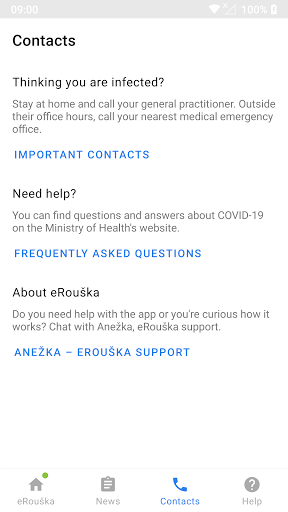 09:00
100%
Contacts
Thinking you are infected?
Stay at home and call your general practitioner. Outside
their office hours, call your nearest medical emergency
office.
IMPORTANT CONTACTS
Need help?
You can find questions and answers about COVID-19
on the Ministry of Health's website.
FREQUENTLY ASKED QUESTIONS
About eRouška
Do you need help with the app or you're curious how it
works? Chat with Anežka, eRouška support.
ANEŽKA – EROUŠKA SUPPORT
eRouška
News
Contacts
Help